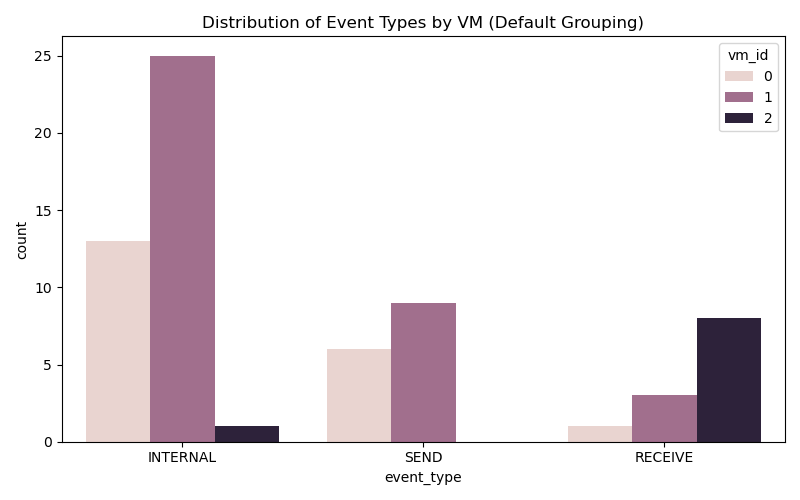 Distribution of Event Types by VM (Default Grouping)
vm_id
0
1
2
25
20
15
10
5
0
count
INTERNAL
SEND
RECEIVE
event_type